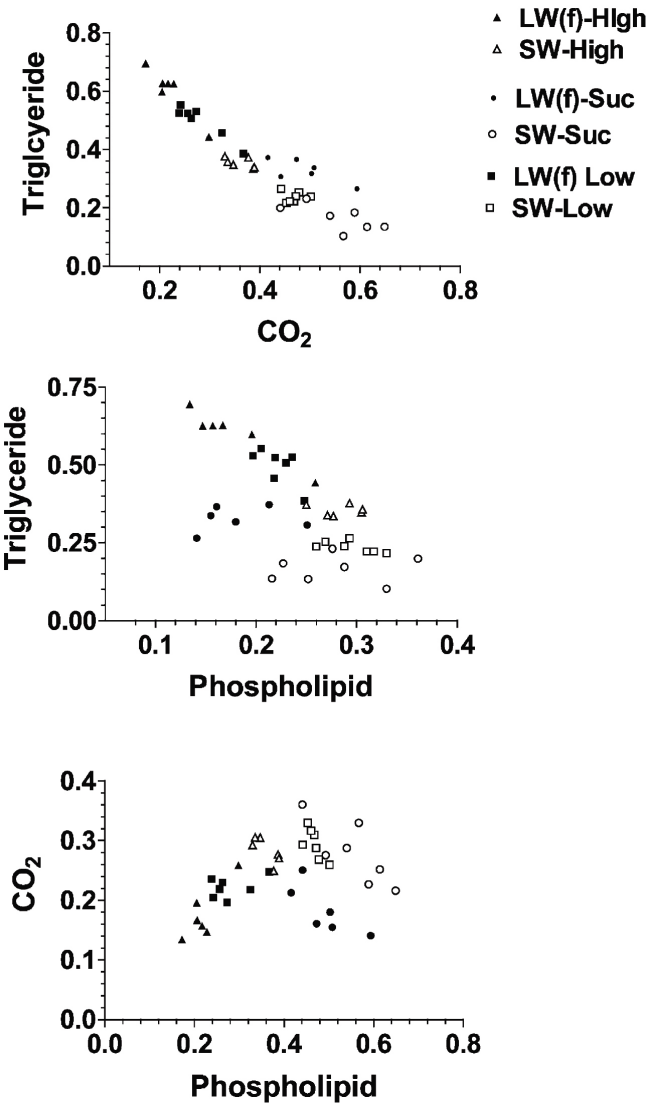 LW(f)-HIgh
SW-High
LW(f)-Suc
SW-Suc
LW(f) Low
SW-Low
Triglcyeride
0.8
0.6
0.4
0.2
0.0
0.2 0.4 0.6 0.8
CO2
Triglyceride
0.75
0.50
0.25
0.00
0.1 0.2 0.3 0.4
Phospholipid
CO2
0.4
0.3
0.2
0.1
0.0
0.0 0.2 0.4 0.6 0.8
Phospholipid